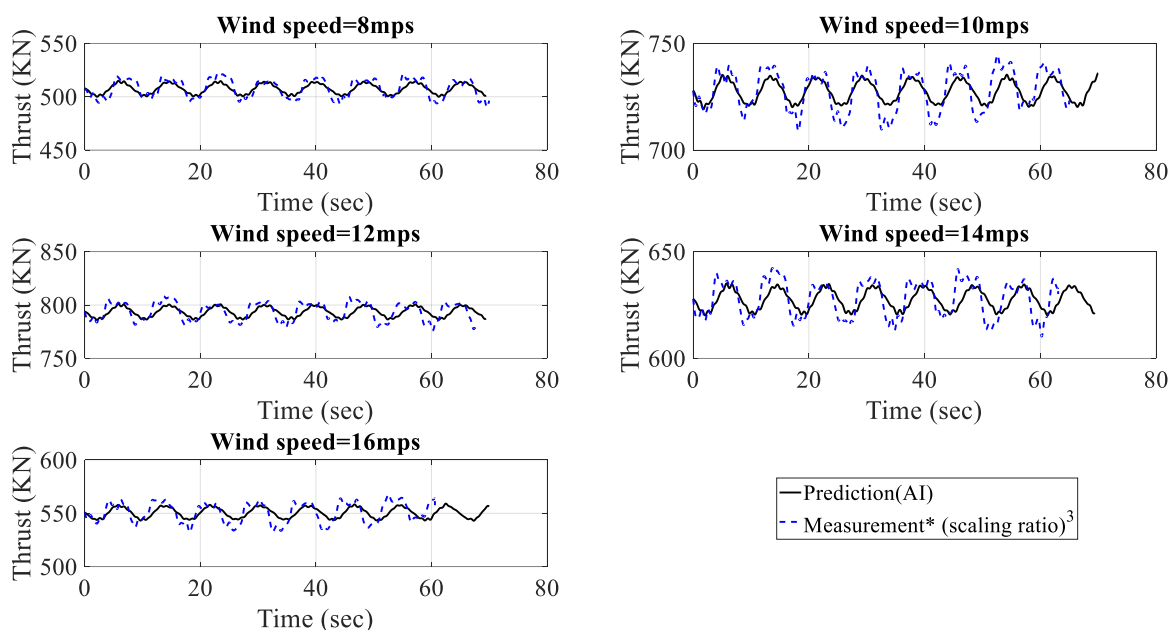 Wind speed=8mps
Thrust (KN)
550
500
450
0 20 40 60 80
Time (sec)
Wind speed=10mps
Thrust (KN)
750
700
0 20 40 60 80
Time (sec)
Wind speed=12mps
Thrust (KN)
850
800
750
0 20 40 60 80
Time (sec)
Wind speed=14mps
Thrust (KN)
650
600
0 20 40 60 80
Time (sec)
Wind speed=16mps
Thrust (KN)
600
550
500
0 20 40 60 80
Time (sec)
Prediction(AI)
Measurement* (scaling ratio)³